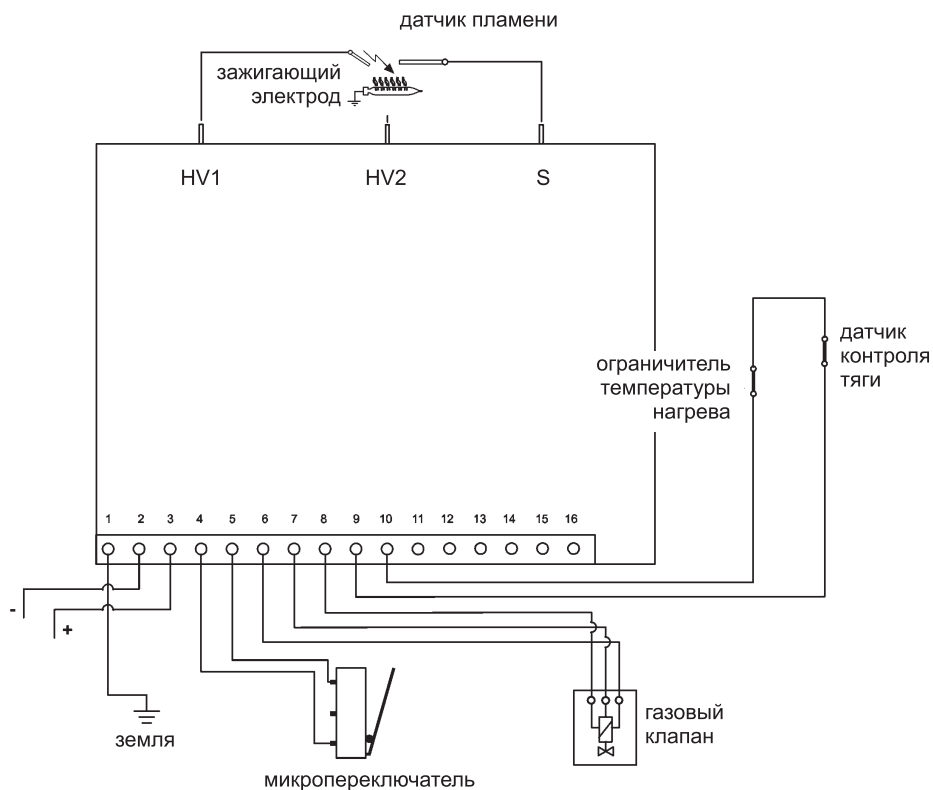 датчик пламени
зажигающий
электрод
HV1
HV2
S
датчик
контроля
тяги
ограничитель
температуры
нагрева
1 2 3 4 5 6 7 8 9 10 11 12 13 14 15 16
-
+
земля
микропереключатель
газовый
клапан